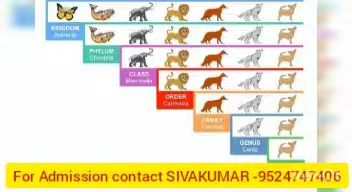 KINGDOM
Animalia
PHYLUM
Chordata
CLASS
Mammalia
ORDER
Carnivora
FAMILY
Canidae
GENUS
Canis
For Admission contact SIVAKUMAR -9524747406